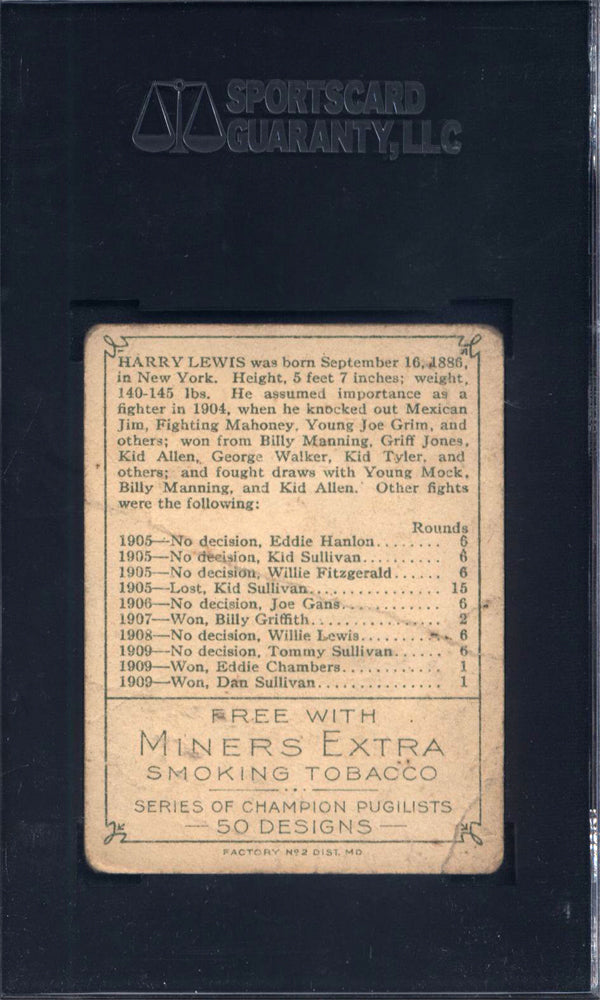 SPORTSCARD
GUARANTY, LLC
HARRY LEWIS was born September 16, 1886,
in New York. Height, 5 feet 7 inches; weight,
140-145 lbs. He assumed importance as a
fighter in 1904, when he knocked out Mexican
Jim, Fighting Mahoney, Young Joe Grim, and
others; won from Billy Manning, Griff Jones,
Kid Allen, George Walker, Kid Tyler, and
others; and fought draws with Young Mock,
Billy Manning, and Kid Allen. Other fights
were the following:
Rounds
1905—No decision, Eddie Hanlon........ 6
1905—No decision, Kid Sullivan.......... 6
1905—No decision, Willie Fitzgerald...... 6
1905—Lost, Kid Sullivan................ 15
1906—No decision, Joe Gans............ 6
1907—Won, Billy Griffith................ 2
1908—No decision, Willie Lewis.......... 6
1909—No decision, Tommy Sullivan...... 6
1909—Won, Eddie Chambers............ 1
1909—Won, Dan Sullivan............... 1
FREE WITH
MINERS EXTRA
SMOKING TOBACCO
SERIES OF CHAMPION PUGILISTS
—50 DESIGNS—
FACTORY Nº 2 DIST. MD